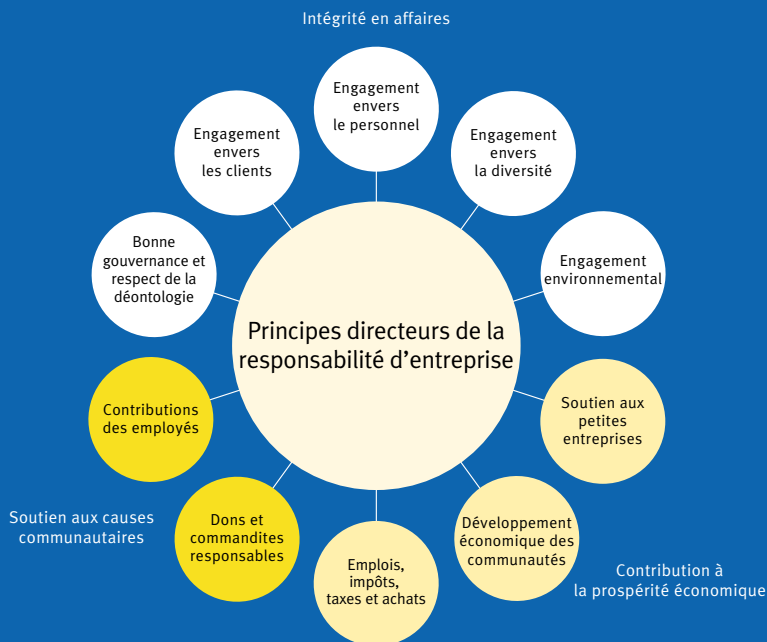 Intégrité en affaires
Engagement
envers
le personnel
Engagement
envers
les clients
Engagement
envers
la diversité
Bonne
gouvernance et
respect de la
déontologie
Engagement
environnemental
Principes directeurs de la
responsabilité d’entreprise
Contributions
des employés
Soutien aux
petites
entreprises
Soutien aux causes
communautaires
Dons et
commandites
responsables
Emplois,
impôts,
taxes et achats
Développement
économique des
communautés
Contribution à
la prospérité économique